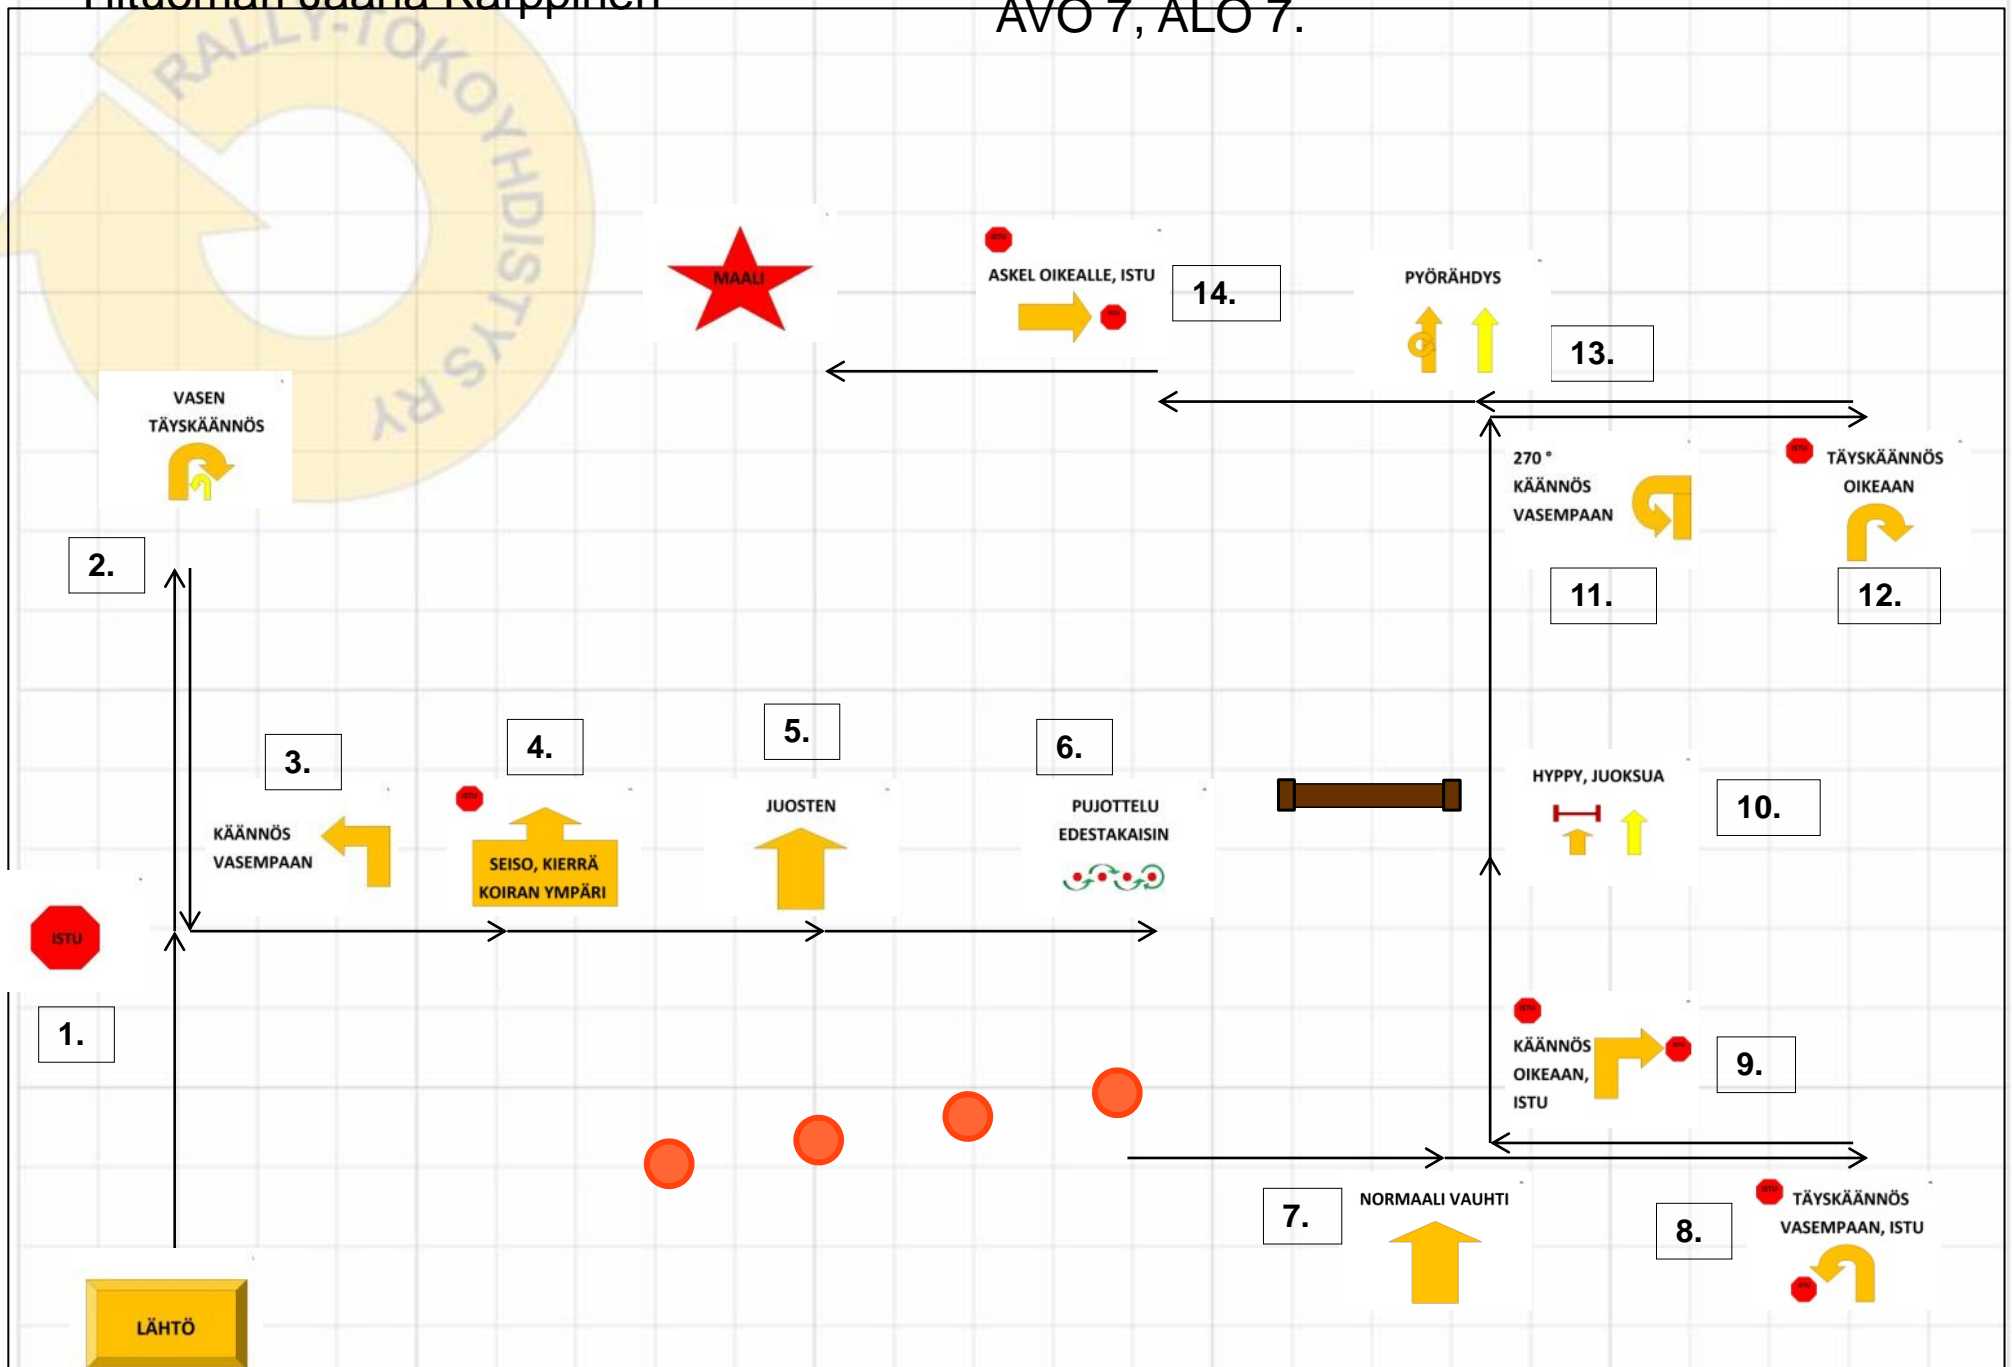 AVO 7, ALO 7.
RALLY-TOKOYHDISTYS RY
MAALI
ISTU
ASKEL OIKEALLE, ISTU
ISTU
14.
PYÖRÄHDYS
13.
VASEN
TÄYSKÄÄNNÖS
2.
270 °
KÄÄNNÖS
VASEMPAAN
11.
ISTU
TÄYSKÄÄNNÖS
OIKEAAN
12.
3.
KÄÄNNÖS
VASEMPAAN
4.
ISTU
SEISO, KIERRÄ
KOIRAN YMPÄRI
5.
JUOSTEN
6.
PUJOTTELU
EDESTAKAISIN
HYPPY, JUOKSUA
10.
ISTU
1.
ISTU
KÄÄNNÖS
OIKEAAN,
ISTU
ISTU
9.
7.
NORMAALI VAUHTI
8.
ISTU
TÄYSKÄÄNNÖS
VASEMPAAN, ISTU
ISTU
LÄHTÖ